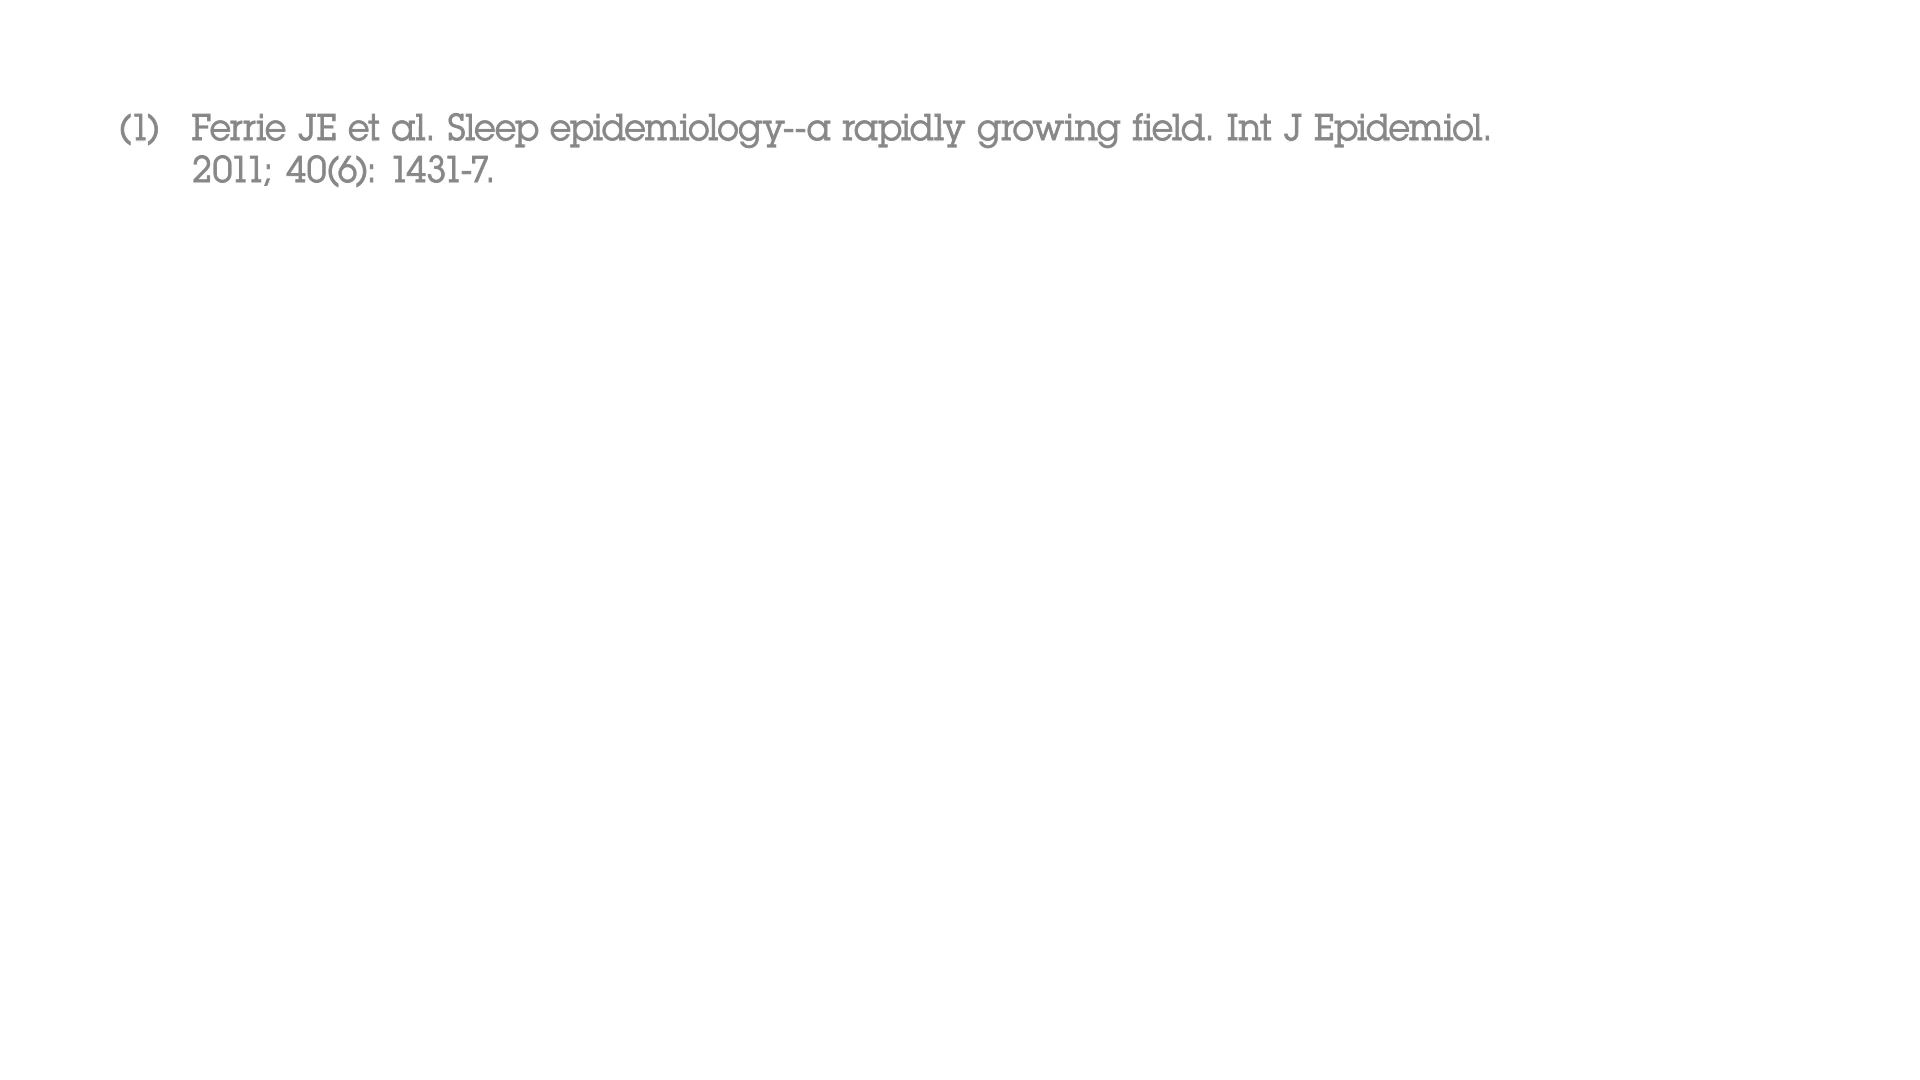 (1) Ferrie JE et al. Sleep epidemiology--a rapidly growing field. Int J Epidemiol.
2011; 40(6): 1431-7.